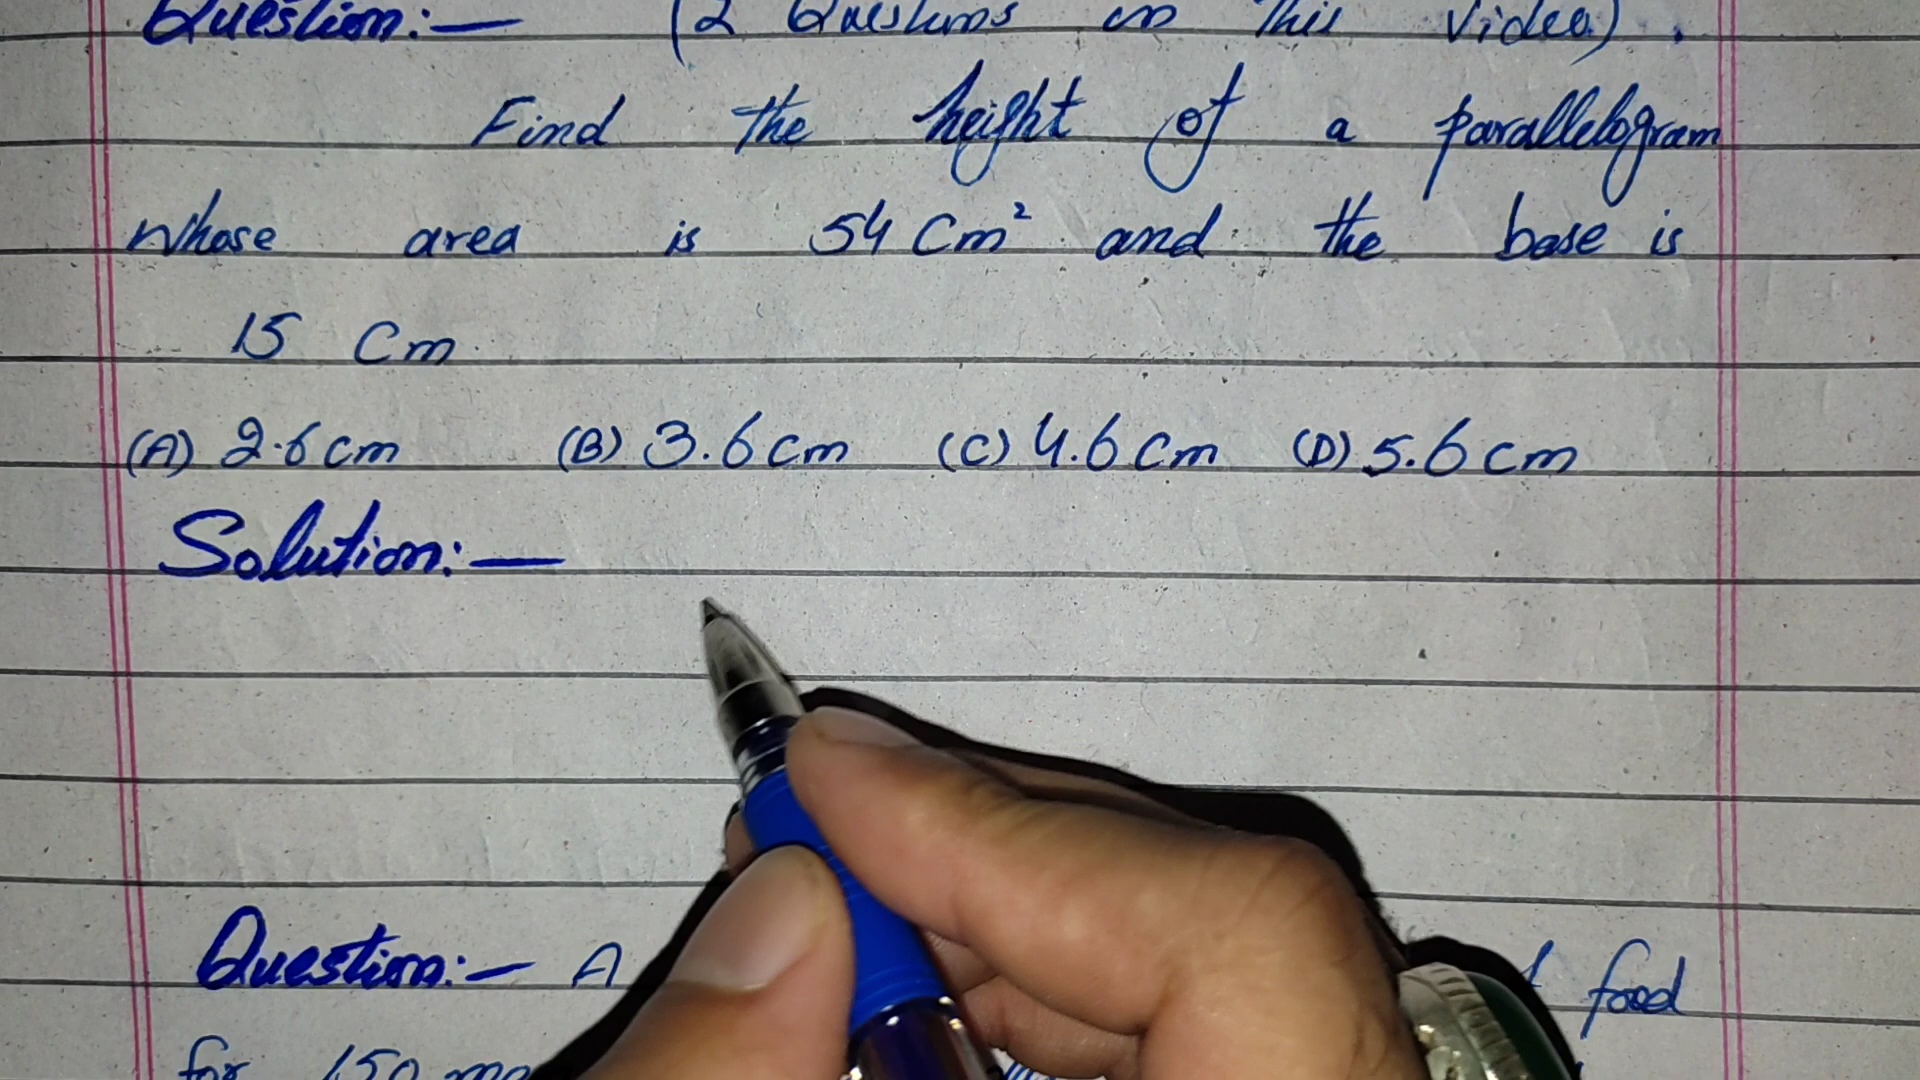 Question:— (2 Questions in This Video).
Find the height of a parallelogram
whose area is 54 Cm² and the base is
15 Cm
(A) 2.6 cm (B) 3.6 cm (C) 4.6 Cm (D) 5.6 cm
Solution:—
Question:— A food
for 150